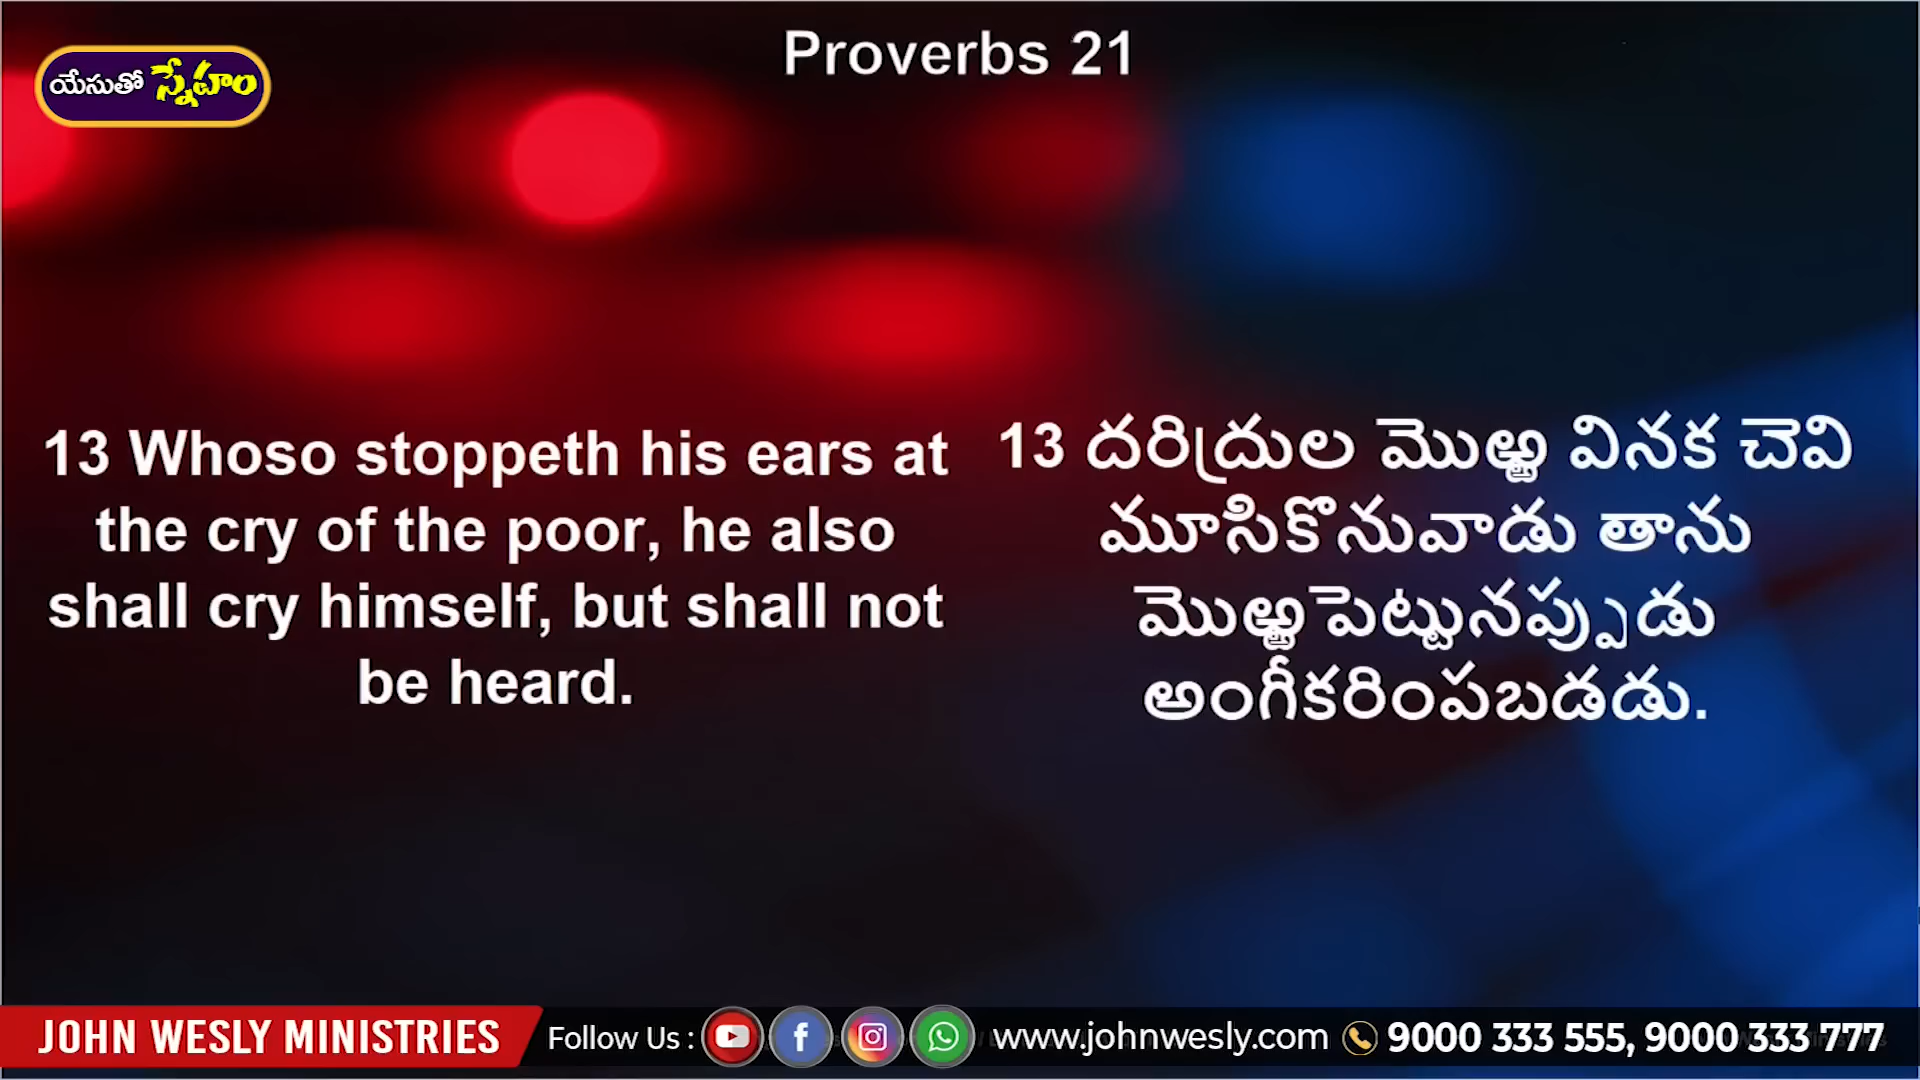 Proverbs 21
యేసుతో స్నేహం
13 Whoso stoppeth his ears at
the cry of the poor, he also
shall cry himself, but shall not
be heard.
13 దరిద్రుల మొఱ్ఱ వినక చెవి
మూసికొనువాడు తాను
మొఱ్ఱపెట్టునప్పుడు
అంగీకరింపబడడు.
JOHN WESLY MINISTRIES Follow Us : www.johnwesly.com 9000 333 555, 9000 333 777